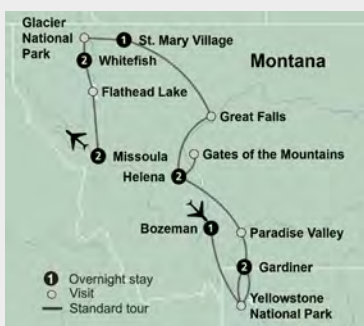 Glacier
National
Park
1
St. Mary Village
2
Whitefish
Montana
Flathead Lake
Great Falls
2
Missoula
Gates of the Mountains
Helena
2
Bozeman
1
Paradise Valley
2
Gardiner
Yellowstone
National Park
1 Overnight stay
Visit
Standard tour